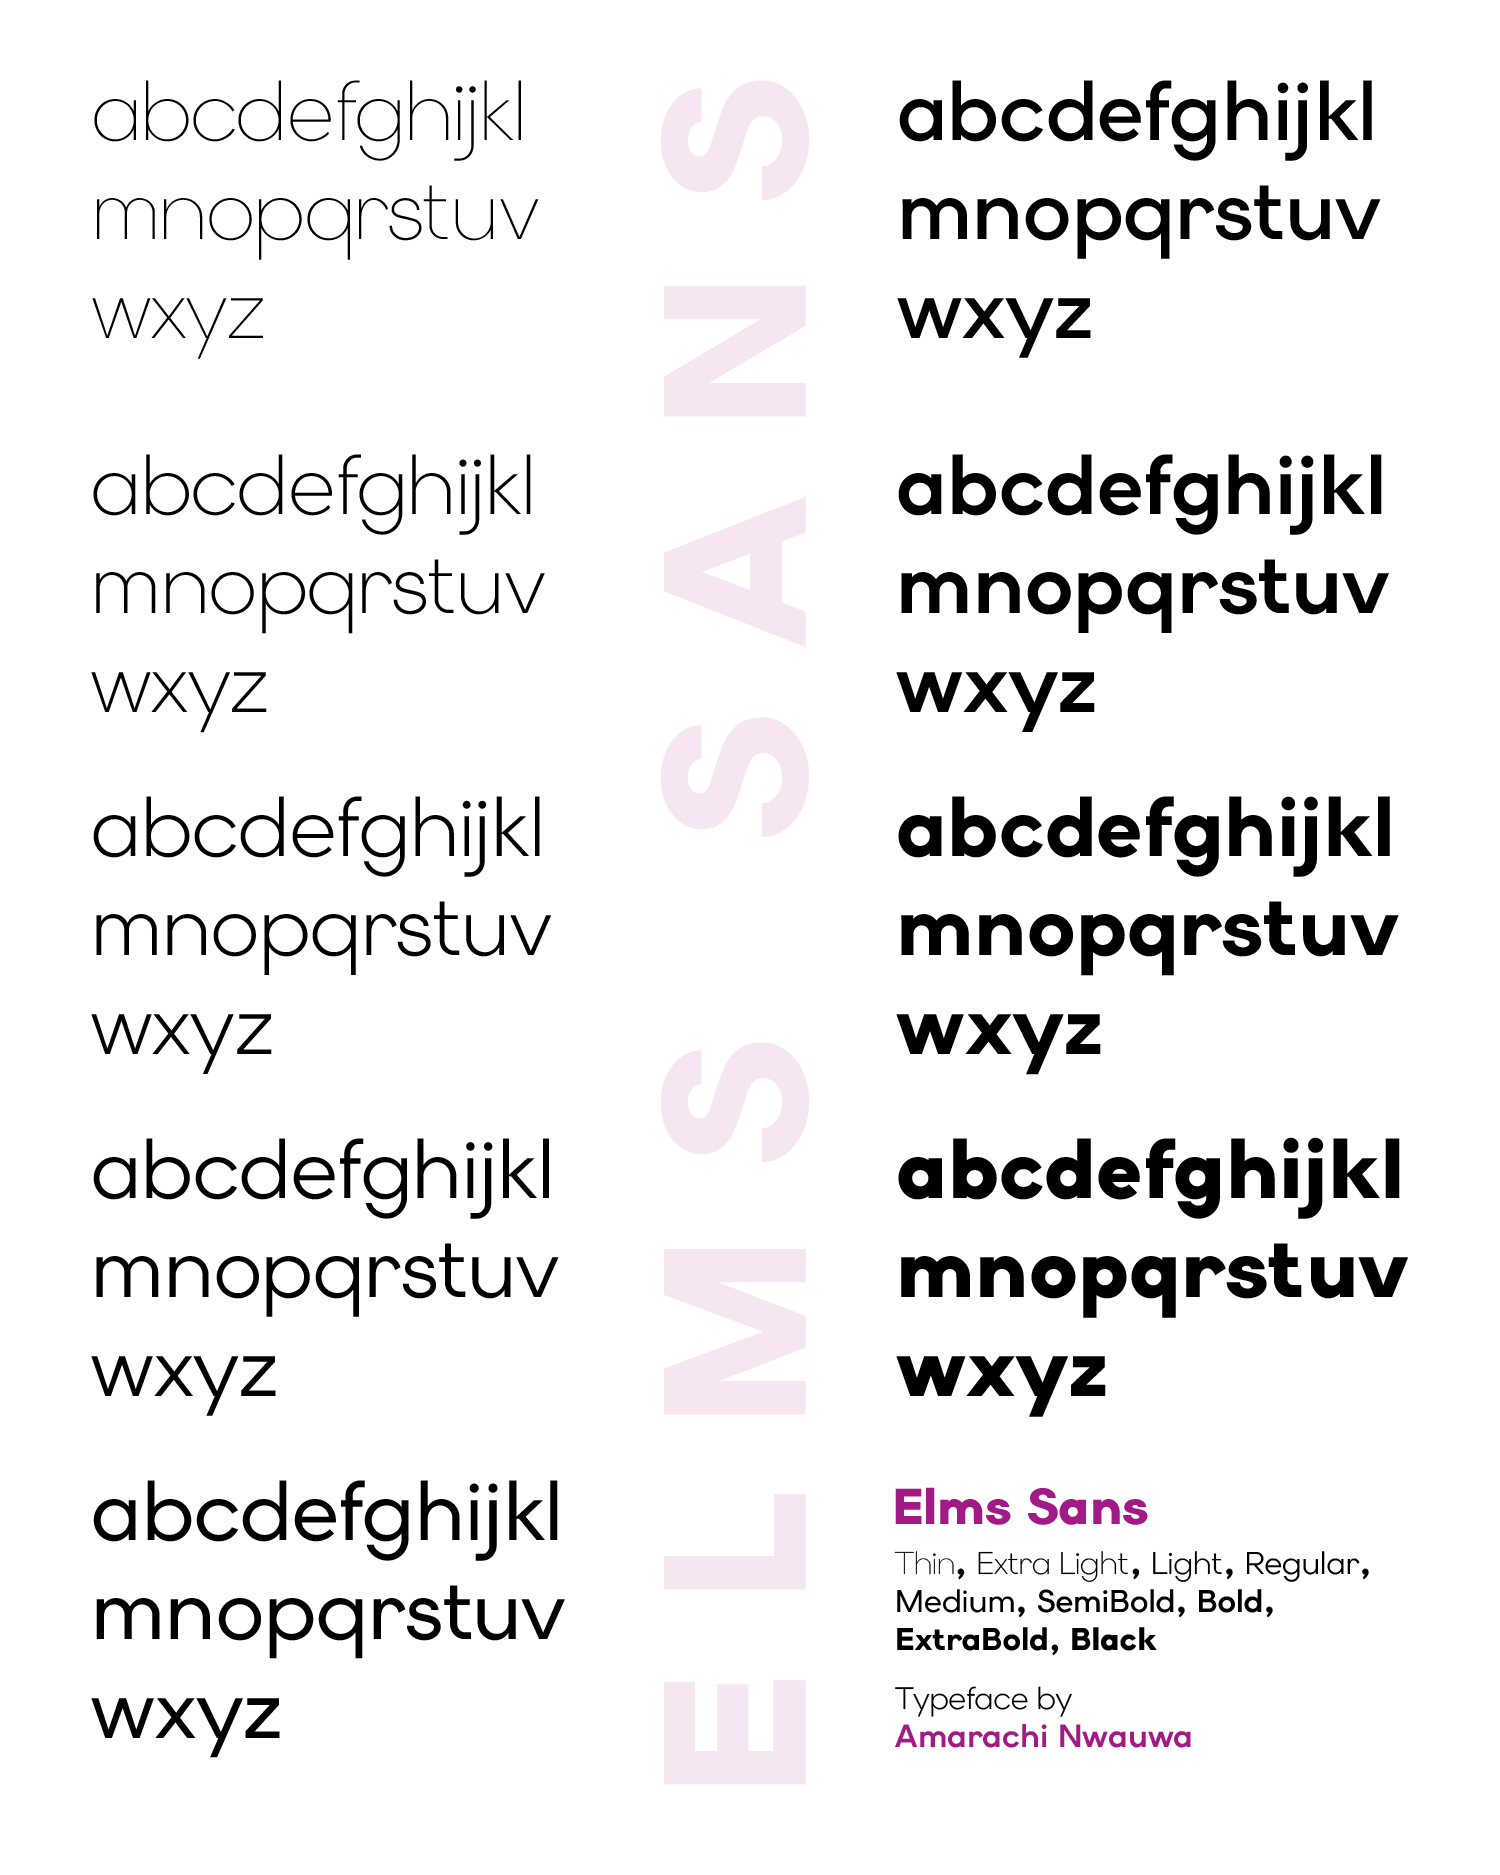 abcdefghijkl
mnopqrstuv
wxyz
abcdefghijkl
mnopqrstuv
wxyz
abcdefghijkl
mnopqrstuv
wxyz
abcdefghijkl
mnopqrstuv
wxyz
abcdefghijkl
mnopqrstuv
wxyz
ELMS SANS
abcdefghijkl
mnopqrstuv
wxyz
abcdefghijkl
mnopqrstuv
wxyz
abcdefghijkl
mnopqrstuv
wxyz
abcdefghijkl
mnopqrstuv
wxyz
Elms Sans
Thin, Extra Light, Light, Regular,
Medium, SemiBold, Bold,
ExtraBold, Black
Typeface by
Amarachi Nwauwa